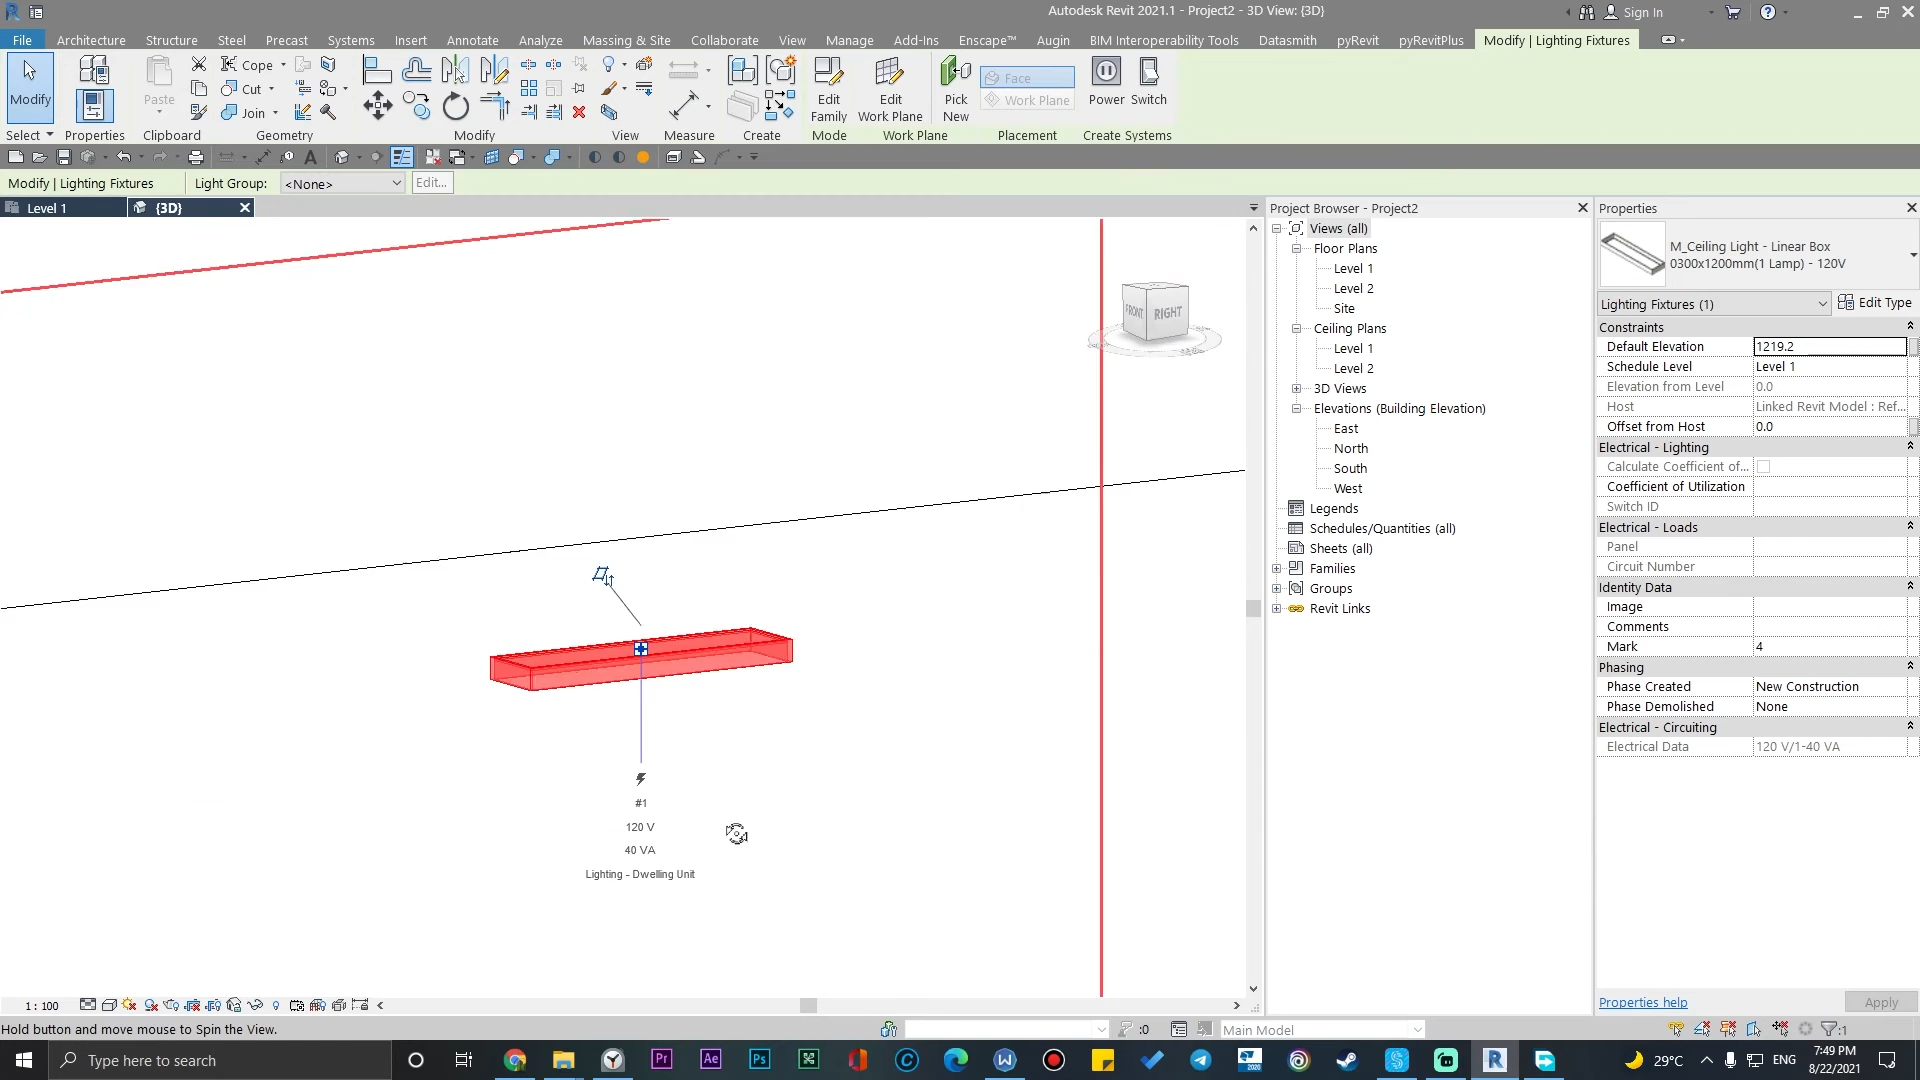 Autodesk Revit 2021.1 - Project2 - 3D View: {3D}
Sign In
File Architecture Structure Steel Precast Systems Insert Annotate Analyze Massing & Site Collaborate View Manage Add-Ins Enscape™ Augin BIM Interoperability Tools Datasmith pyRevit pyRevitPlus Modify | Lighting Fixtures
Modify
Paste
Cope
Cut
Join
Edit Family
Edit Work Plane
Pick New
Face
Work Plane
Power
Switch
Select Properties Clipboard Geometry Modify View Measure Create Mode Work Plane Placement Create Systems
Modify | Lighting Fixtures Light Group: <None> Edit...
Level 1 {3D}
FRONT RIGHT
#1
120 V
40 VA
Lighting - Dwelling Unit
Project Browser - Project2
Views (all)
Floor Plans
Level 1
Level 2
Site
Ceiling Plans
Level 1
Level 2
3D Views
Elevations (Building Elevation)
East
North
South
West
Legends
Schedules/Quantities (all)
Sheets (all)
Families
Groups
Revit Links
Properties
M_Ceiling Light - Linear Box
0300x1200mm(1 Lamp) - 120V
Lighting Fixtures (1) Edit Type
Constraints
Default Elevation 1219.2
Schedule Level Level 1
Elevation from Level 0.0
Host Linked Revit Model : Ref...
Offset from Host 0.0
Electrical - Lighting
Calculate Coefficient of...
Coefficient of Utilization
Switch ID
Electrical - Loads
Panel
Circuit Number
Identity Data
Image
Comments
Mark 4
Phasing
Phase Created New Construction
Phase Demolished None
Electrical - Circuiting
Electrical Data 120 V/1-40 VA
Properties help Apply
1 : 100
Hold button and move mouse to Spin the View.
:0
Main Model
:1
Type here to search
Pr
Ae
Ps
2020
29°C
ENG
7:49 PM
8/22/2021